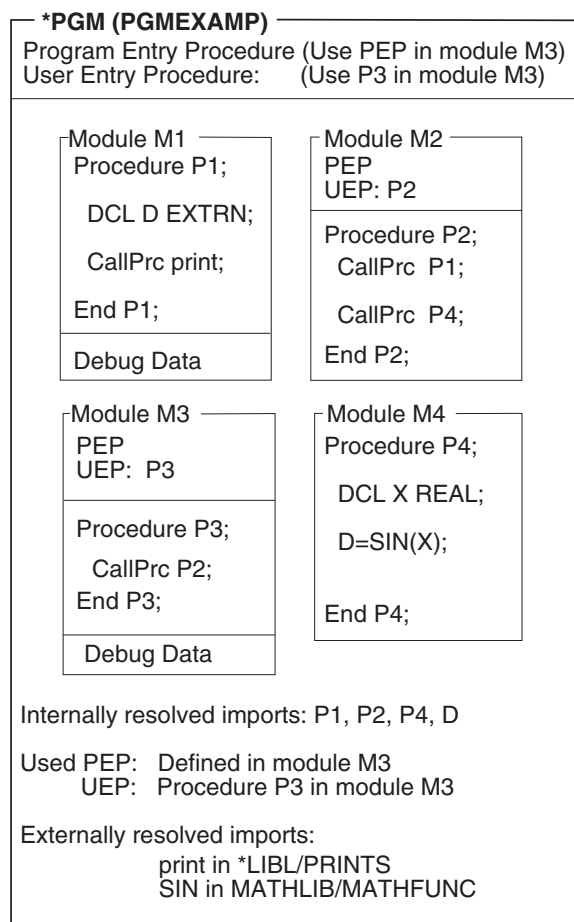 *PGM (PGMEXAMP)
Program Entry Procedure (Use PEP in module M3)
User Entry Procedure: (Use P3 in module M3)
Module M1
Procedure P1;
DCL D EXTRN;
CallPrc print;
End P1;
Debug Data
Module M2
PEP
UEP: P2
Procedure P2;
CallPrc P1;
CallPrc P4;
End P2;
Module M3
PEP
UEP: P3
Procedure P3;
CallPrc P2;
End P3;
Debug Data
Module M4
Procedure P4;
DCL X REAL;
D=SIN(X);
End P4;
Internally resolved imports: P1, P2, P4, D
Used PEP: Defined in module M3
UEP: Procedure P3 in module M3
Externally resolved imports:
print in *LIBL/PRINTS
SIN in MATHLIB/MATHFUNC